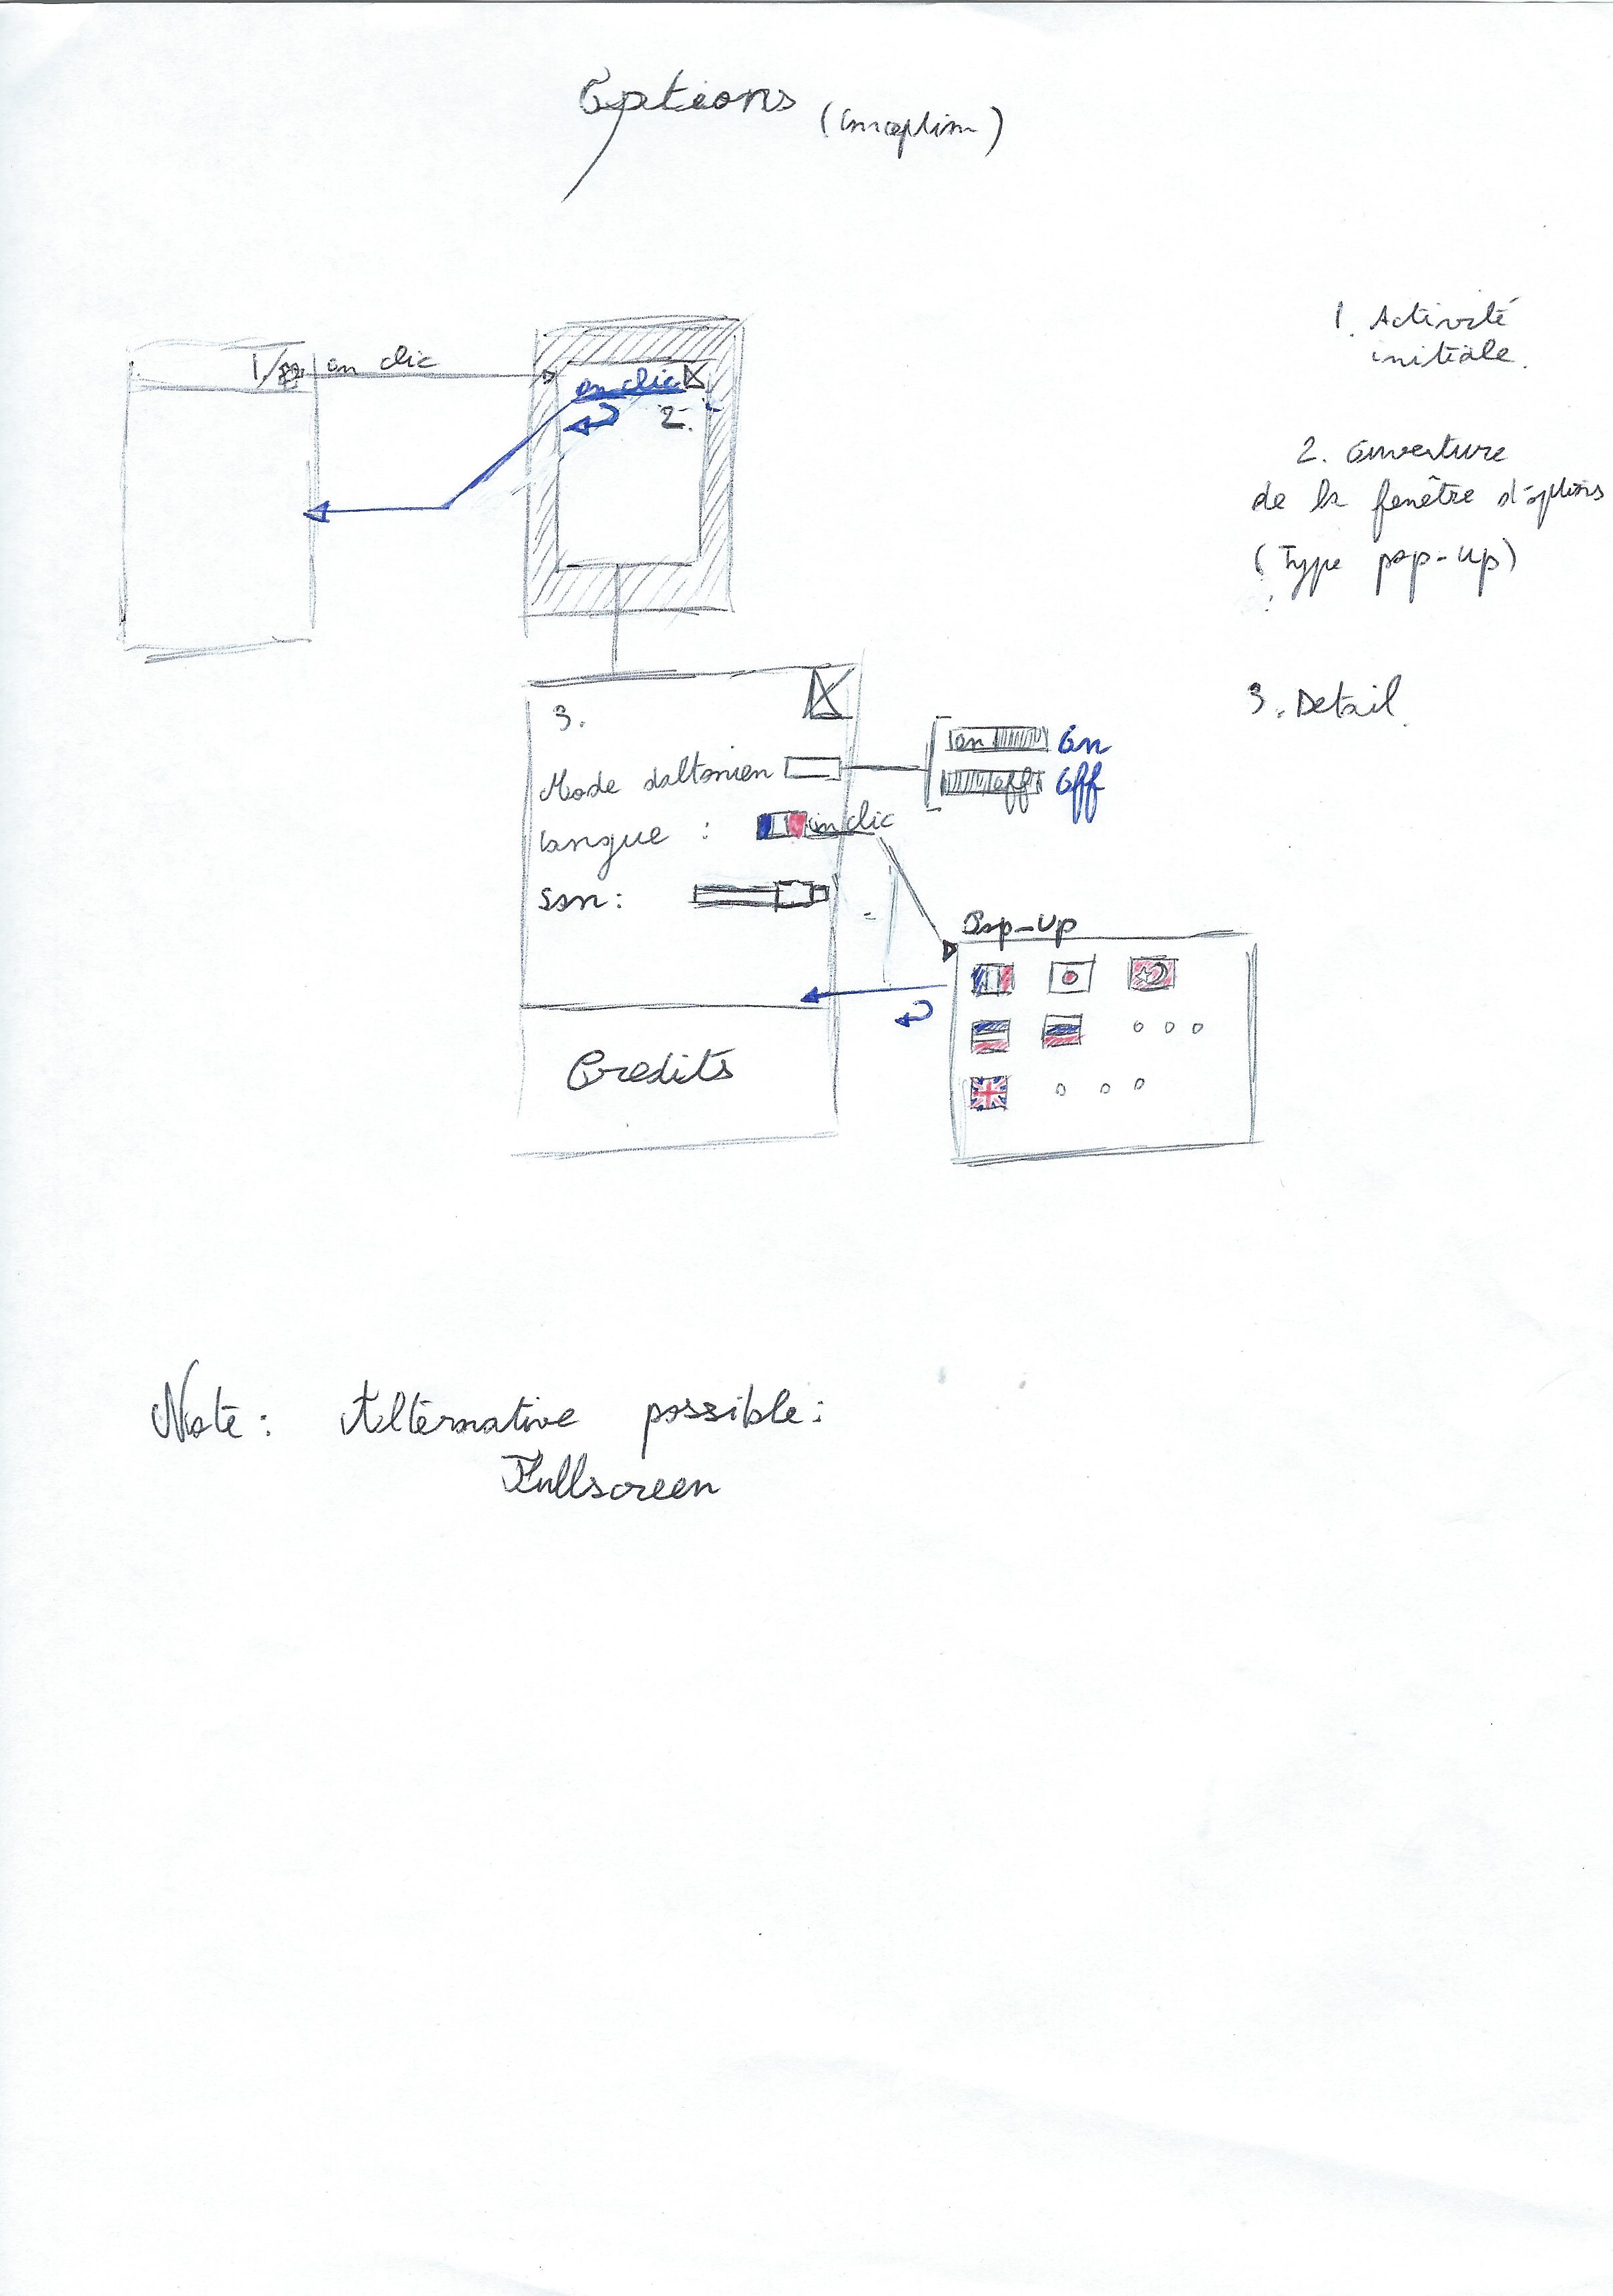 Options (Conception)
1. Activité
initiale.
1/ on clic
on clic
2.
2. Ouverture
de la fenêtre d'options
(Type pop-up)
3. Detail.
3.
Mode daltonien
on On
off Off
langue : on clic
Son :
Pop-Up
Credits
Note : Alternative possible :
Fullscreen